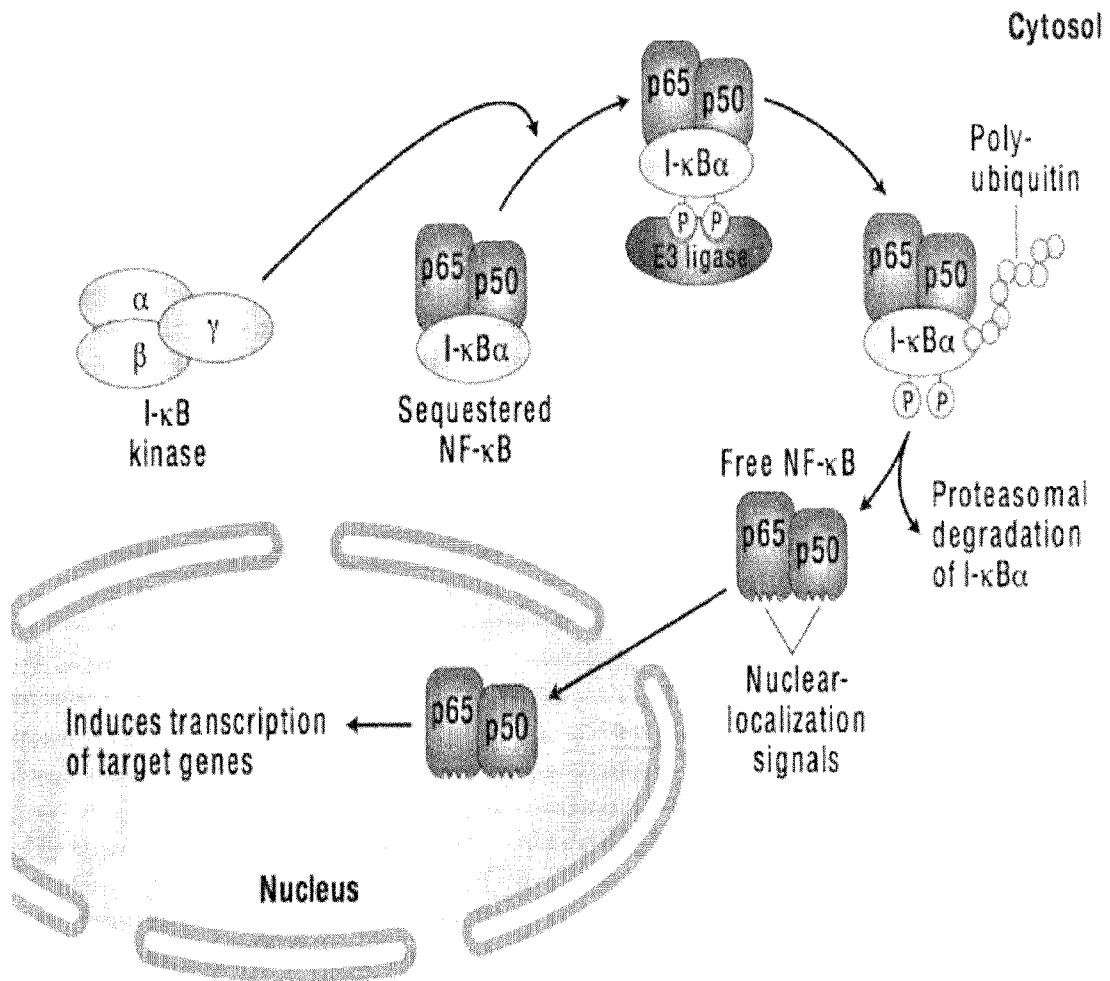 Cytosol
p65
p50
I-κBα
P P
E3 ligase
Poly-
ubiquitin
p65
p50
I-κBα
P P
p65
p50
I-κBα
Sequestered
NF-κB
α
β
γ
I-κB
kinase
Free NF-κB
p65
p50
Proteasomal
degradation
of I-κBα
Nuclear-
localization
signals
p65
p50
Induces transcription
of target genes
Nucleus